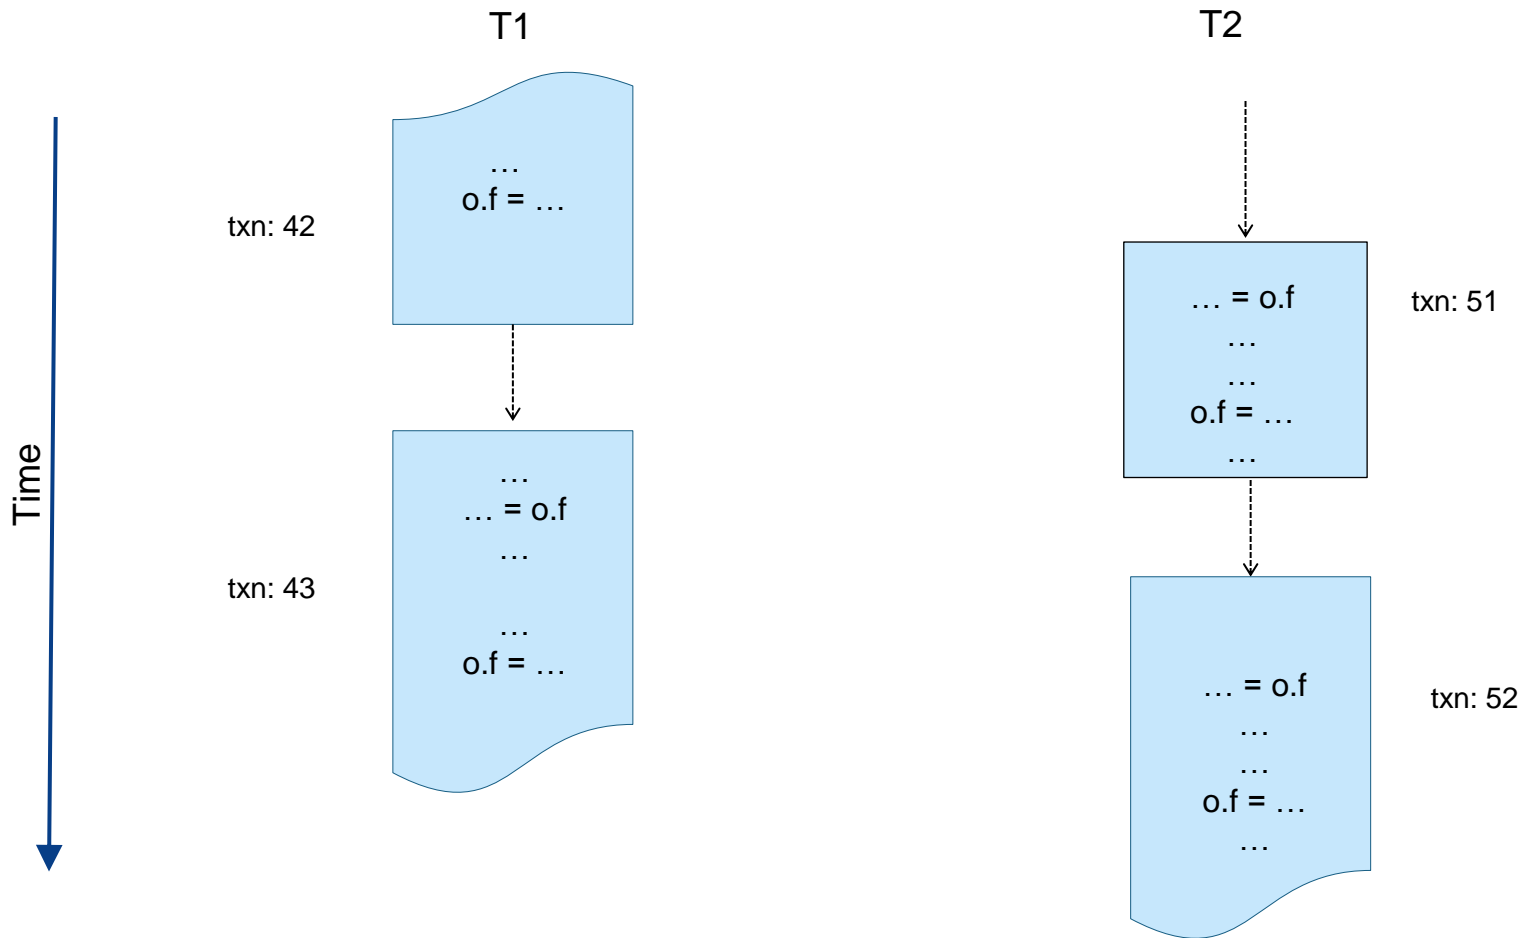 T1
T2
Time
txn: 42
…
o.f = …
txn: 43
…
… = o.f
…
…
o.f = …
… = o.f
…
…
o.f = …
…
txn: 51
… = o.f
…
…
o.f = …
…
txn: 52